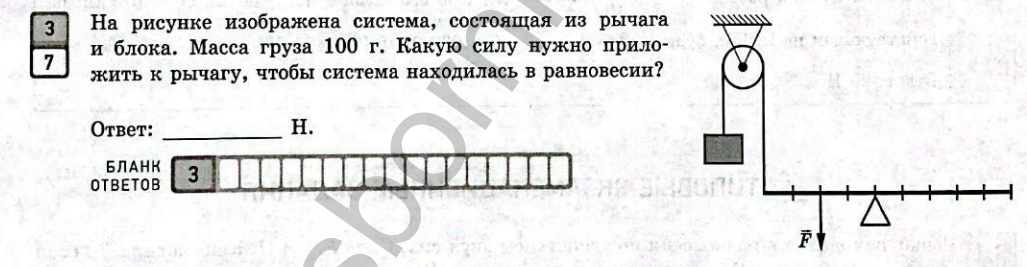 3
7
На рисунке изображена система, состоящая из рычага
и блока. Масса груза 100 г. Какую силу нужно прило-
жить к рычагу, чтобы система находилась в равновесии?
Ответ: ____________ Н.
БЛАНК
ОТВЕТОВ
3
F